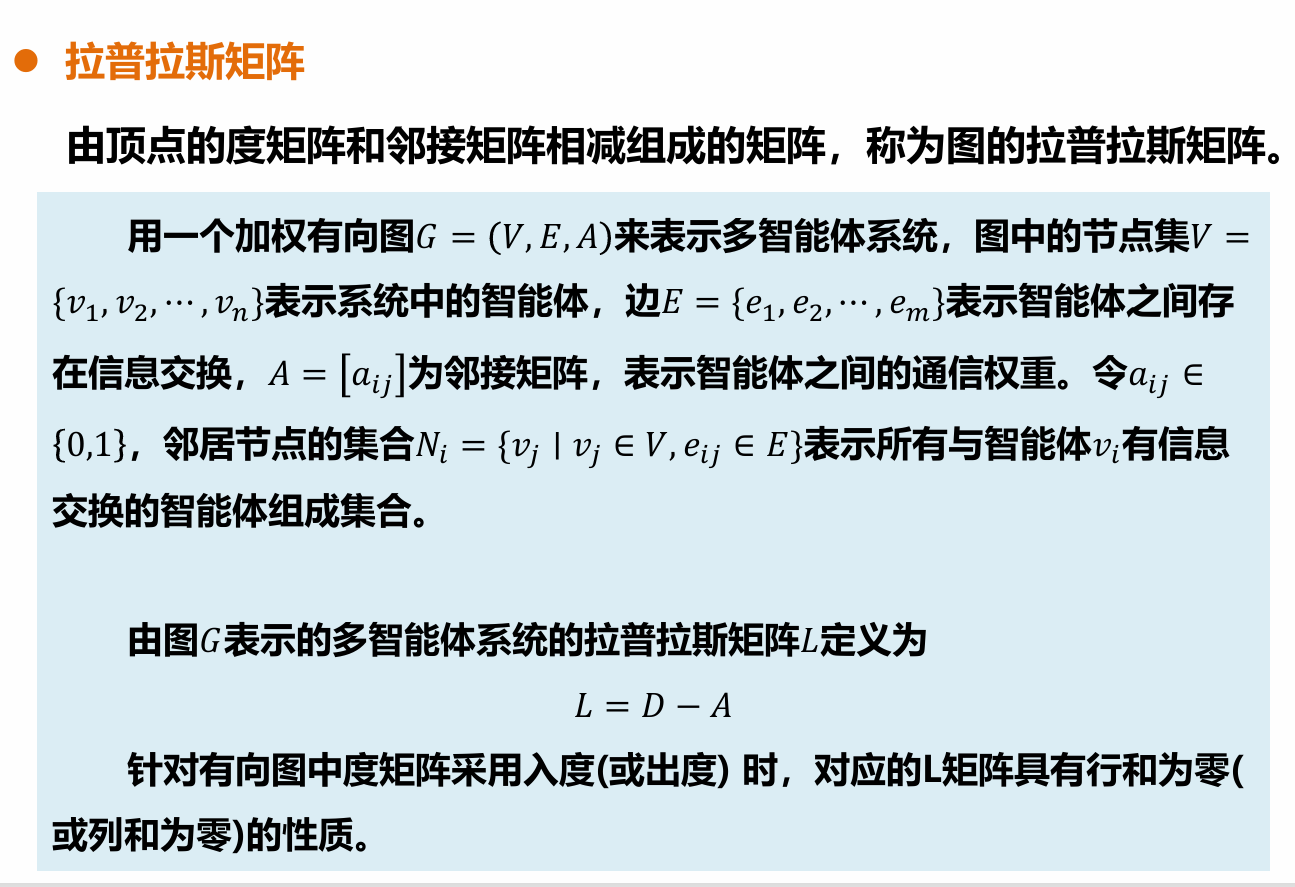 ● 拉普拉斯矩阵
由顶点的度矩阵和邻接矩阵相减组成的矩阵，称为图的拉普拉斯矩阵。
用一个加权有向图𝐺 = (𝑉, 𝐸, 𝐴)来表示多智能体系统，图中的节点集𝑉 =
{𝑣₁, 𝑣₂, ⋯ , 𝑣ₙ}表示系统中的智能体，边𝐸 = {𝑒₁, 𝑒₂, ⋯ , 𝑒ₘ}表示智能体之间存
在信息交换，𝐴 = [𝑎ᵢⱼ]为邻接矩阵，表示智能体之间的通信权重。令𝑎ᵢⱼ ∈
{0,1}，邻居节点的集合𝑁ᵢ = {𝑣ⱼ ∣ 𝑣ⱼ ∈ 𝑉, 𝑒ᵢⱼ ∈ 𝐸}表示所有与智能体𝑣ᵢ有信息
交换的智能体组成集合。
由图𝐺表示的多智能体系统的拉普拉斯矩阵𝐿定义为
𝐿 = 𝐷 − 𝐴
针对有向图中度矩阵采用入度(或出度) 时，对应的L矩阵具有行和为零(
或列和为零)的性质。